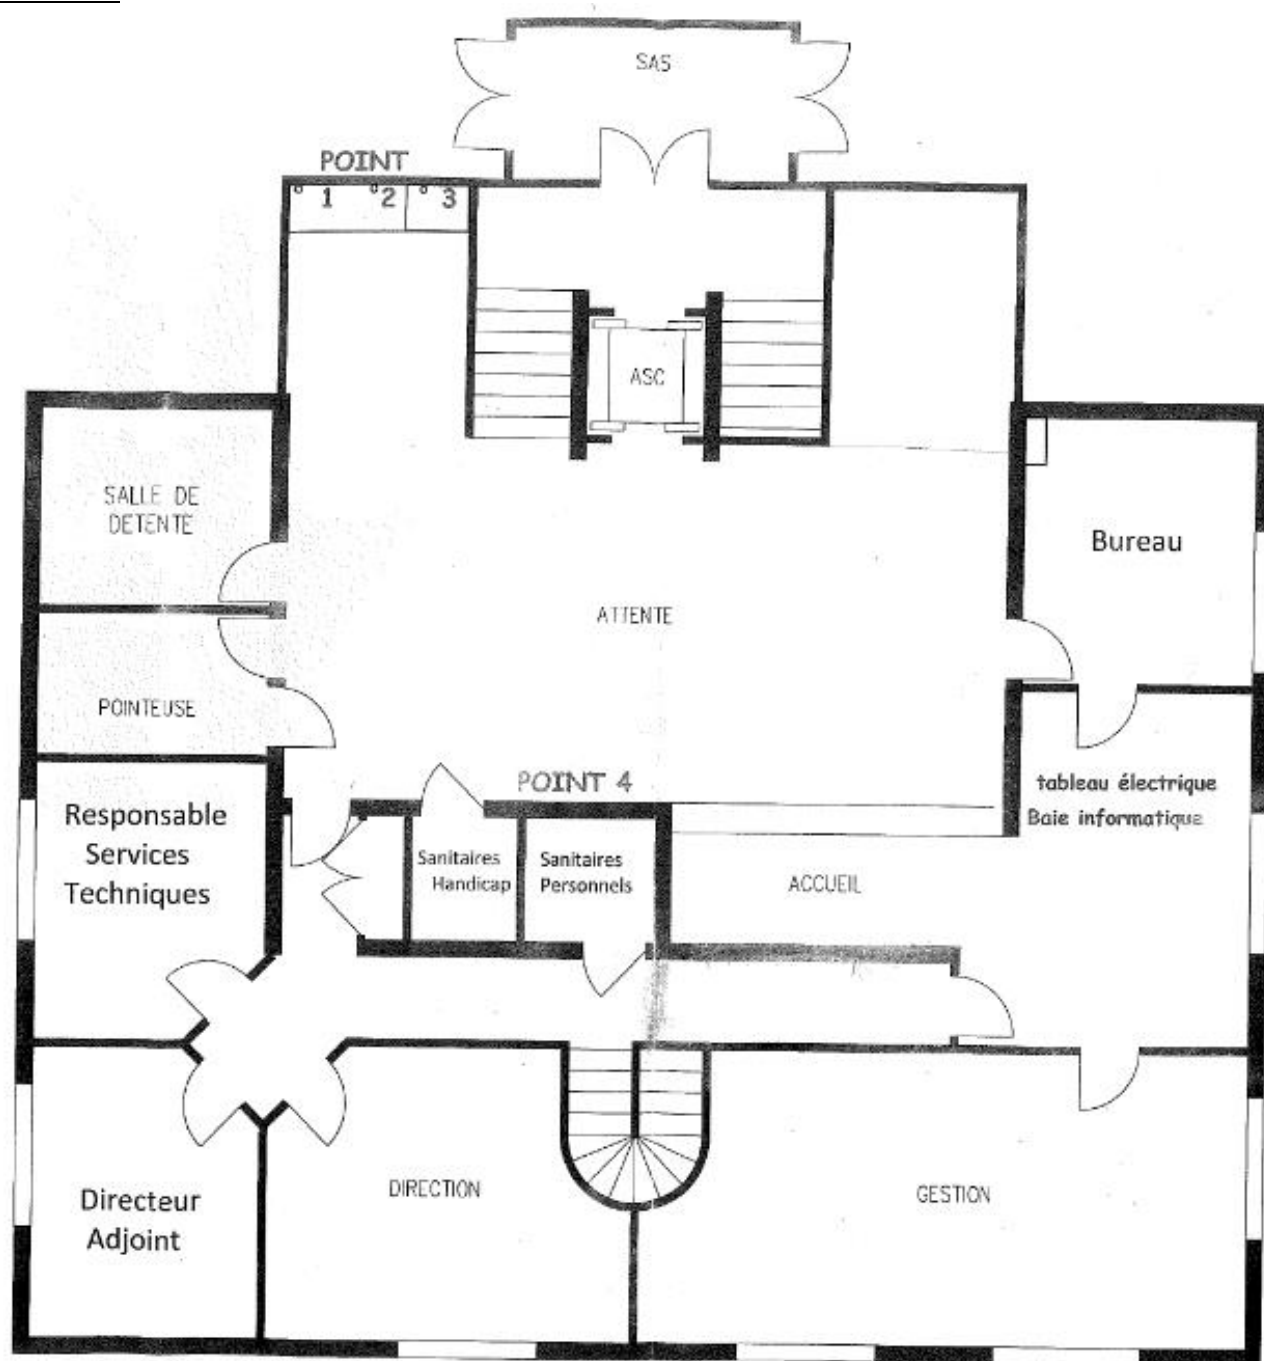 SAS
POINT
1 2 3
ASC
SALLE DE
DETENTE
Bureau
ATTENTE
POINTEUSE
POINT 4
tableau électrique
Baie informatique
Responsable
Services
Techniques
Sanitaires
Handicap
Sanitaires
Personnels
ACCUEIL
Directeur
Adjoint
DIRECTION
GESTION